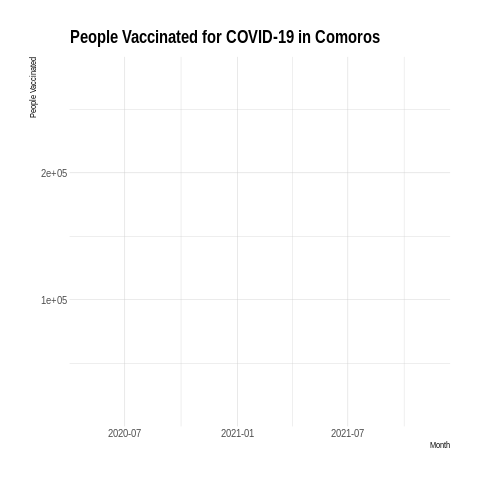 People Vaccinated for COVID-19 in Comoros
People Vaccinated
2e+05
1e+05
2020-07 2021-01 2021-07
Month